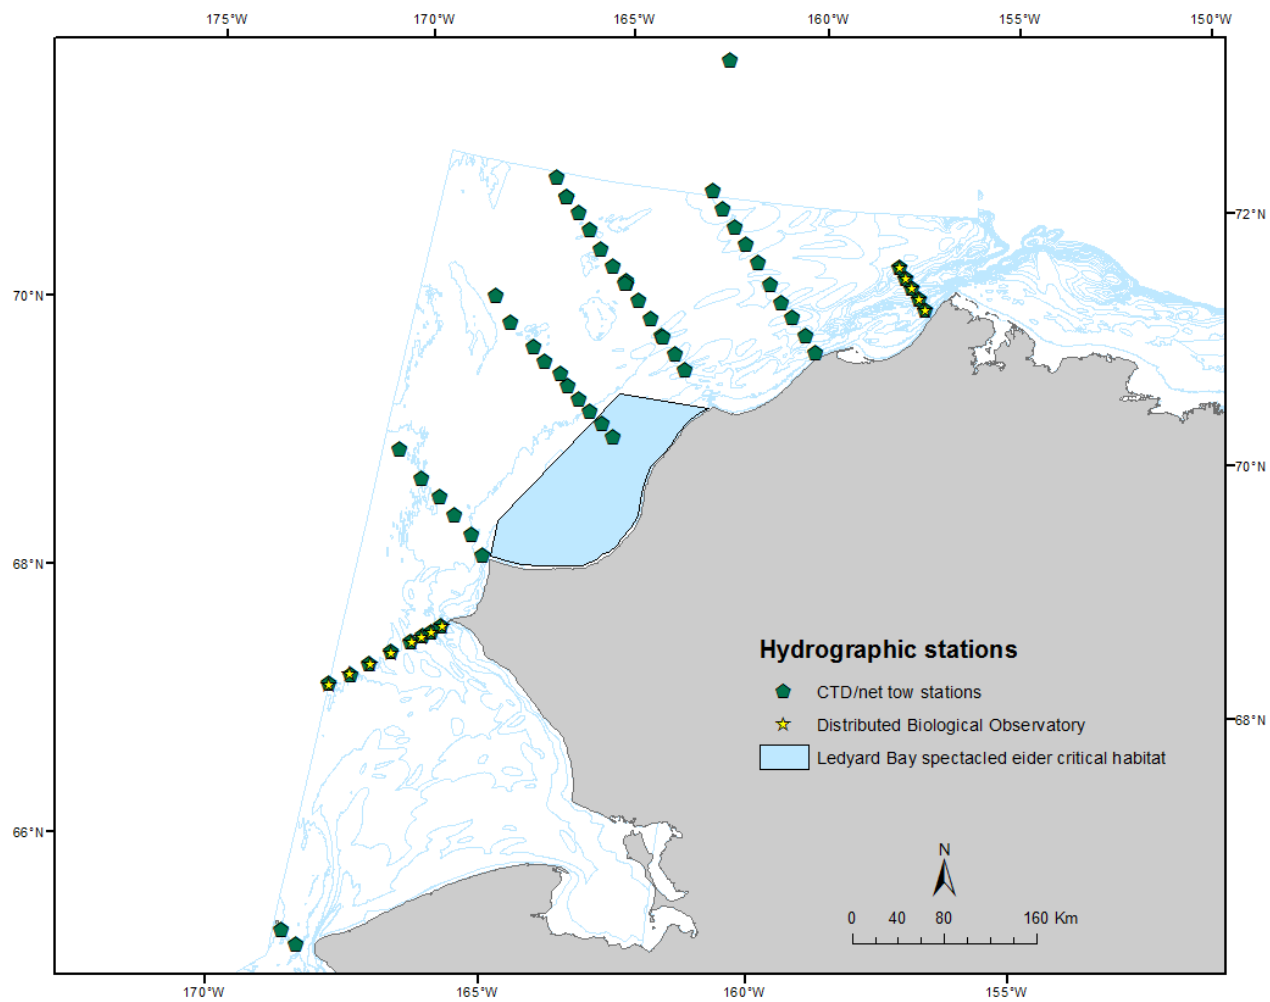 175°W 170°W 165°W 160°W 155°W 150°W
72°N
70°N
70°N
68°N
Hydrographic stations
CTD/net tow stations
Distributed Biological Observatory
68°N
Ledyard Bay spectacled eider critical habitat
66°N
N
0 40 80 160 Km
170°W 165°W 160°W 155°W